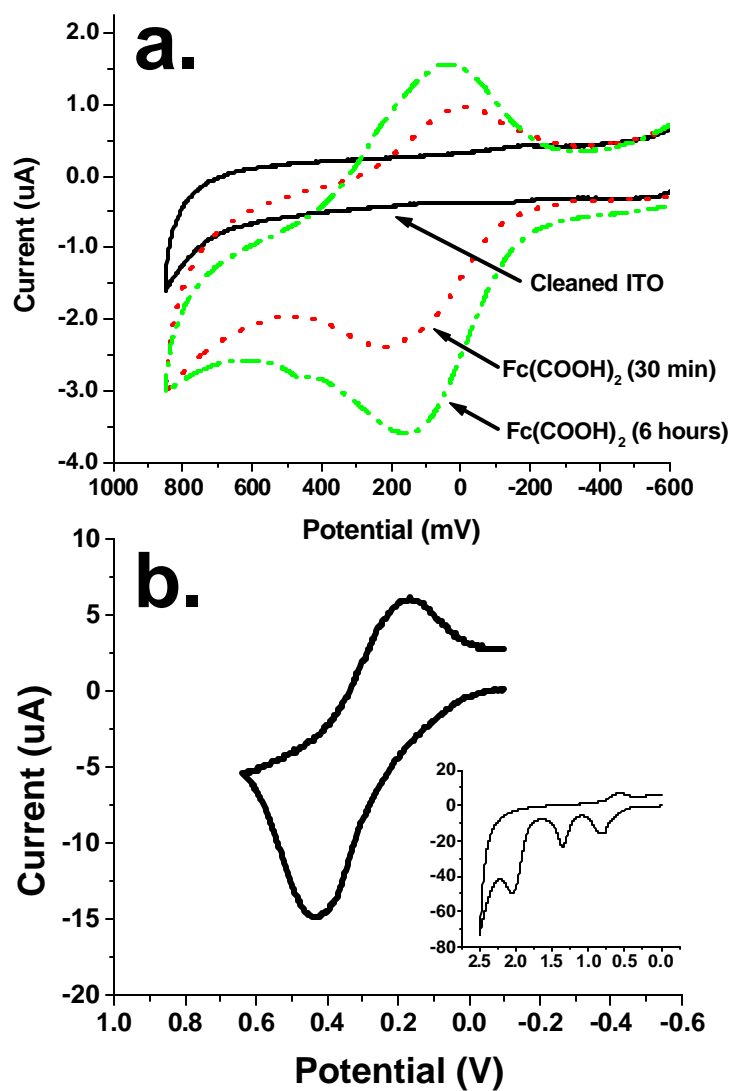 a.
2.0
1.0
0.0
-1.0
-2.0
-3.0
-4.0
Current (uA)
Cleaned ITO
Fc(COOH)2 (30 min)
Fc(COOH)2 (6 hours)
1000 800 600 400 200 0 -200 -400 -600
Potential (mV)
b.
10
5
0
-5
-10
-15
-20
Current (uA)
20
0
-20
-40
-60
-80
2.5 2.0 1.5 1.0 0.5 0.0
1.0 0.8 0.6 0.4 0.2 0.0 -0.2 -0.4 -0.6
Potential (V)